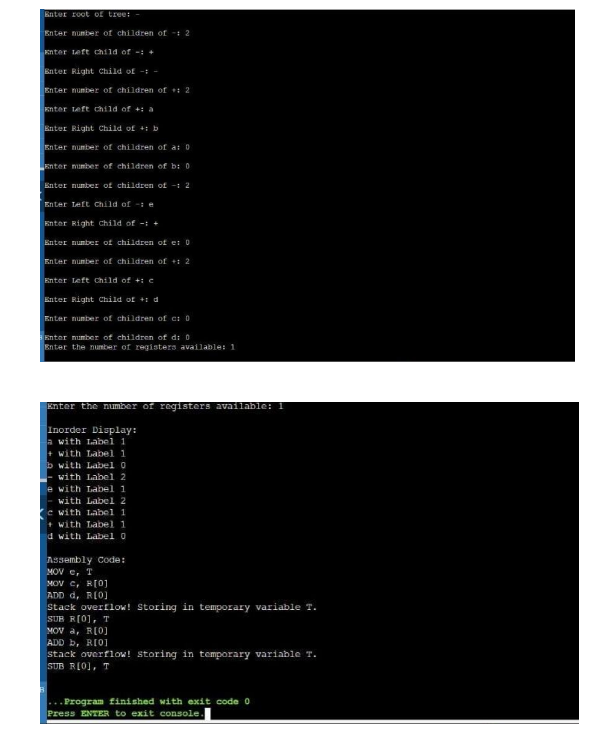 Enter root of tree: -
Enter number of children of -: 2
Enter Left Child of -: +
Enter Right Child of -: -
Enter number of children of +: 2
Enter Left Child of +: a
Enter Right Child of +: b
Enter number of children of a: 0
Enter number of children of b: 0
Enter number of children of -: 2
Enter Left Child of -: e
Enter Right Child of -: +
Enter number of children of e: 0
Enter number of children of +: 2
Enter Left Child of +: c
Enter Right Child of +: d
Enter number of children of c: 0
Enter number of children of d: 0
Enter the number of registers available: 1
Enter the number of registers available: 1
Inorder Display:
a with Label 1
+ with Label 1
b with Label 0
- with Label 2
e with Label 1
- with Label 2
c with Label 1
+ with Label 1
d with Label 0
Assembly Code:
MOV e, T
MOV c, R[0]
ADD d, R[0]
Stack overflow! Storing in temporary variable T.
SUB R[0], T
MOV a, R[0]
ADD b, R[0]
Stack overflow! Storing in temporary variable T.
SUB R[0], T
...Program finished with exit code 0
Press ENTER to exit console.